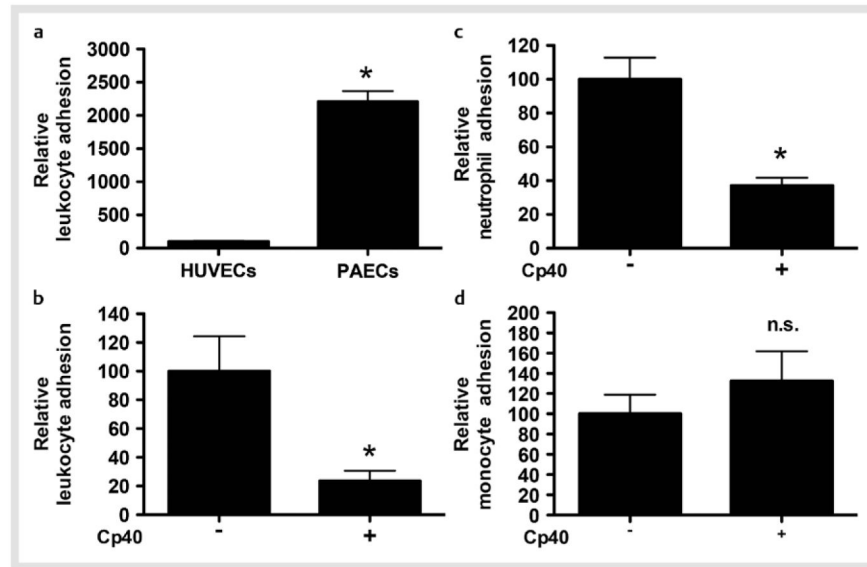 a
Relative
leukocyte adhesion
3000
2500
2000
1500
1000
500
0
*
HUVECs PAECs
b
Relative
leukocyte adhesion
140
120
100
80
60
40
20
0
*
Cp40 - +
c
Relative
neutrophil adhesion
120
100
80
60
40
20
0
*
Cp40 - +
d
Relative
monocyte adhesion
200
180
160
140
120
100
80
60
40
20
0
n.s.
Cp40 - +